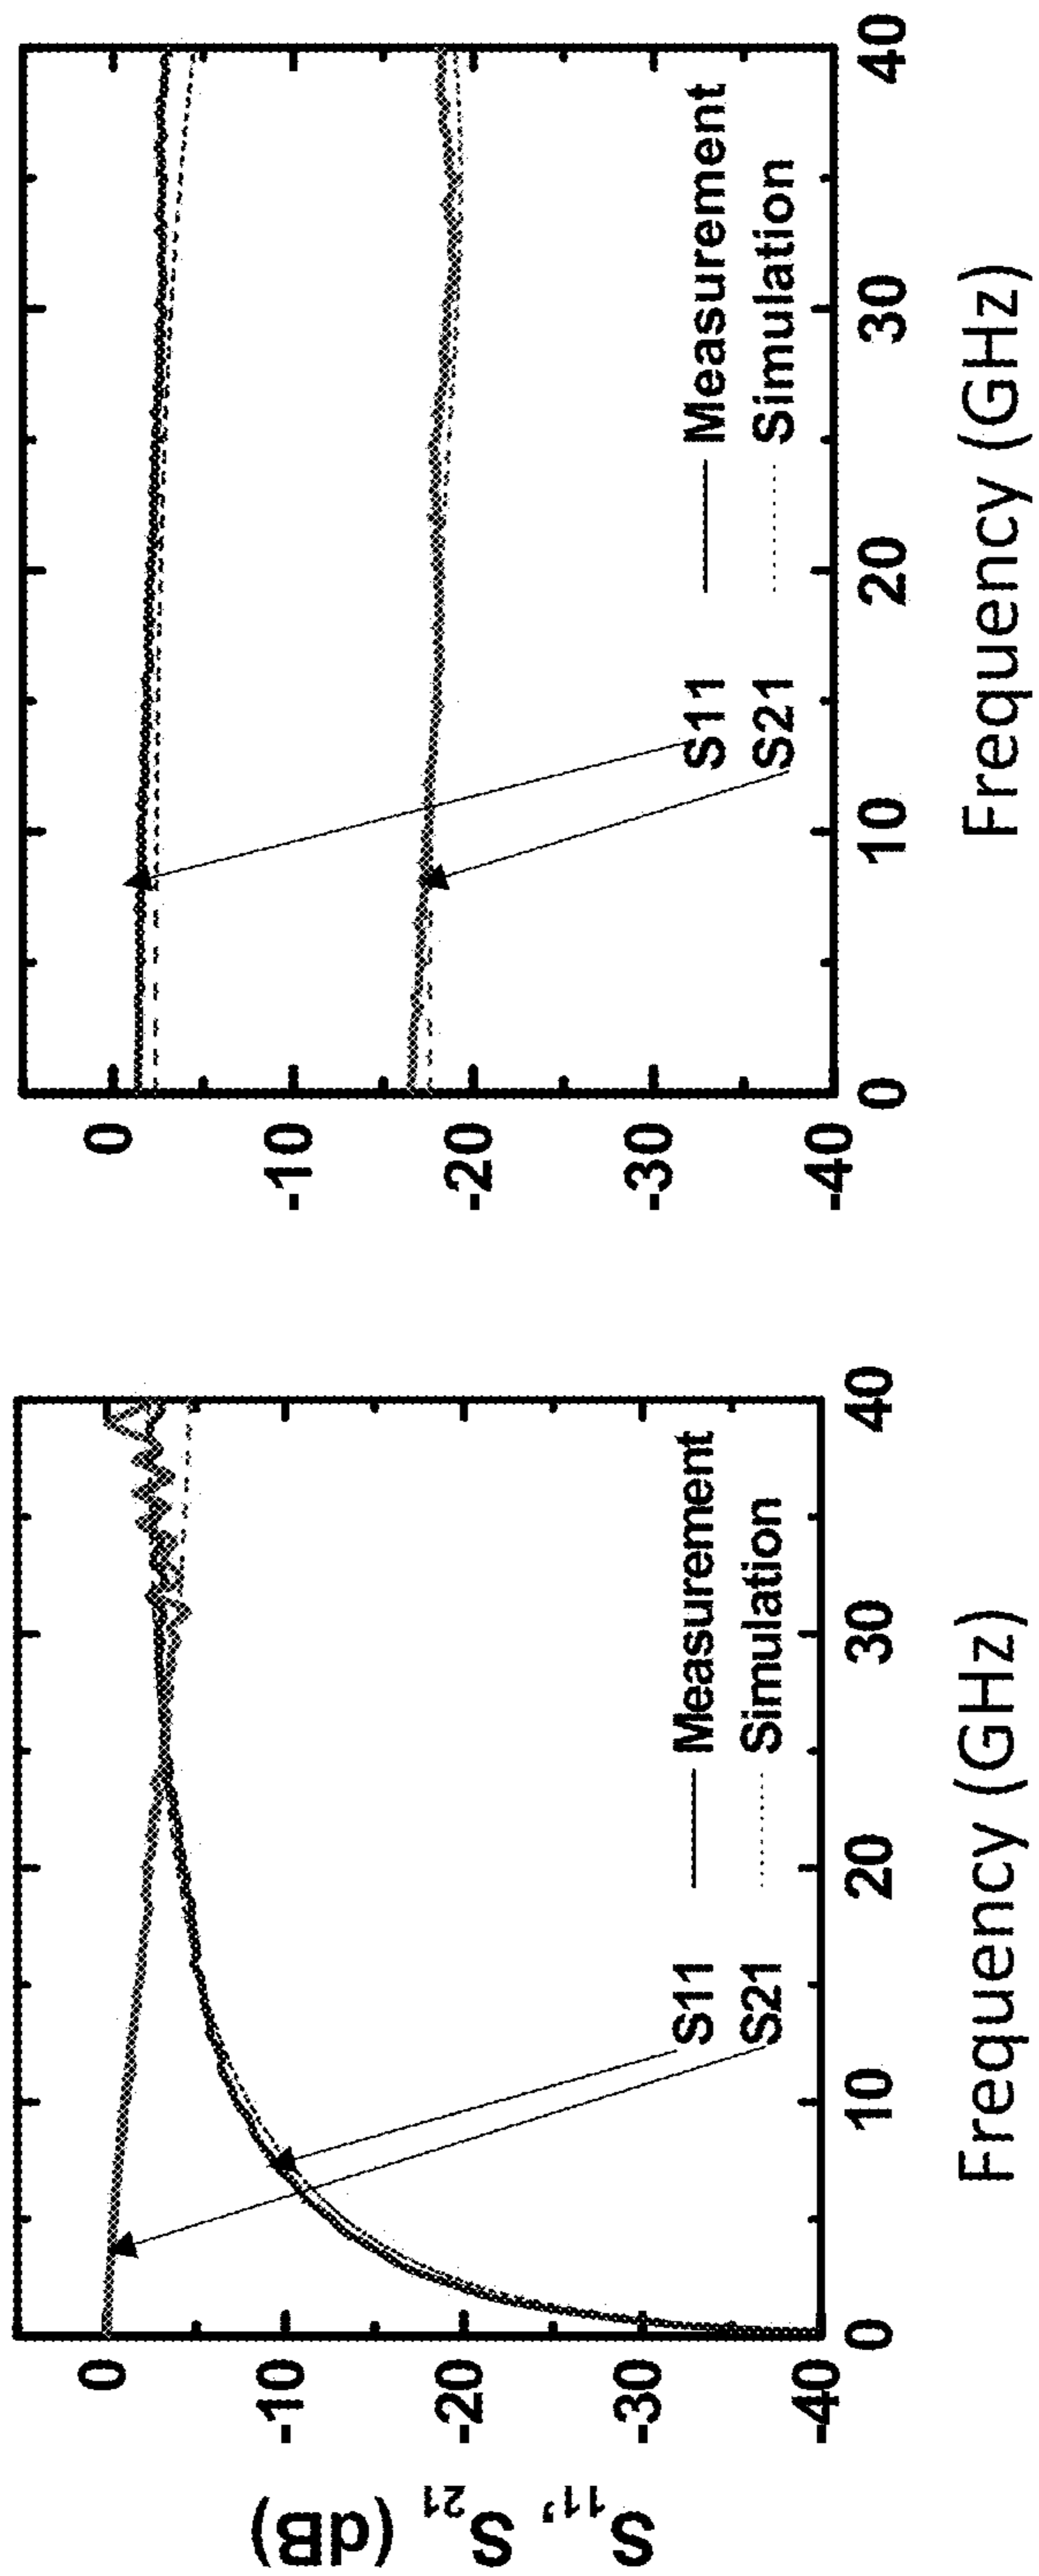 S11, S21
(dB)
0
-10
-20
-30
-40
S11 — Measurement
S21 ···· Simulation
0 10 20 30 40
Frequency (GHz)
0
-10
-20
-30
-40
S11 — Measurement
S21 ···· Simulation
0 10 20 30 40
Frequency (GHz)